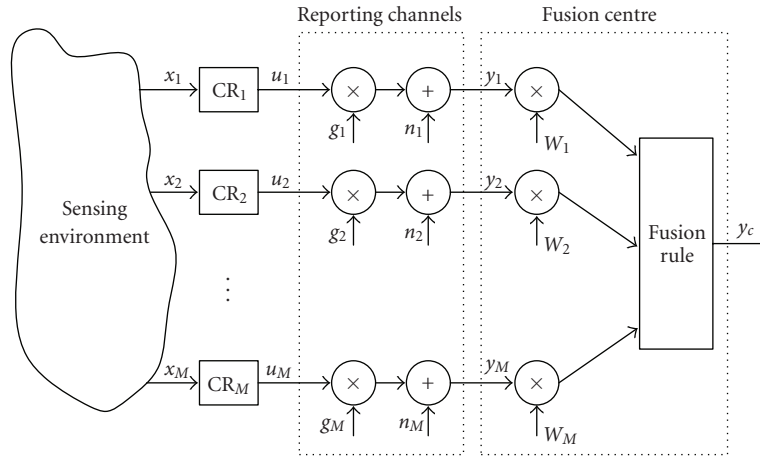 Reporting channels
Fusion centre
x1 CR1 u1 × + y1 ×
g1 n1 W1
x2 CR2 u2 × + y2 ×
g2 n2 W2
Sensing
environment
Fusion
rule
yc
⋮
xM CRM uM × + yM ×
gM nM WM